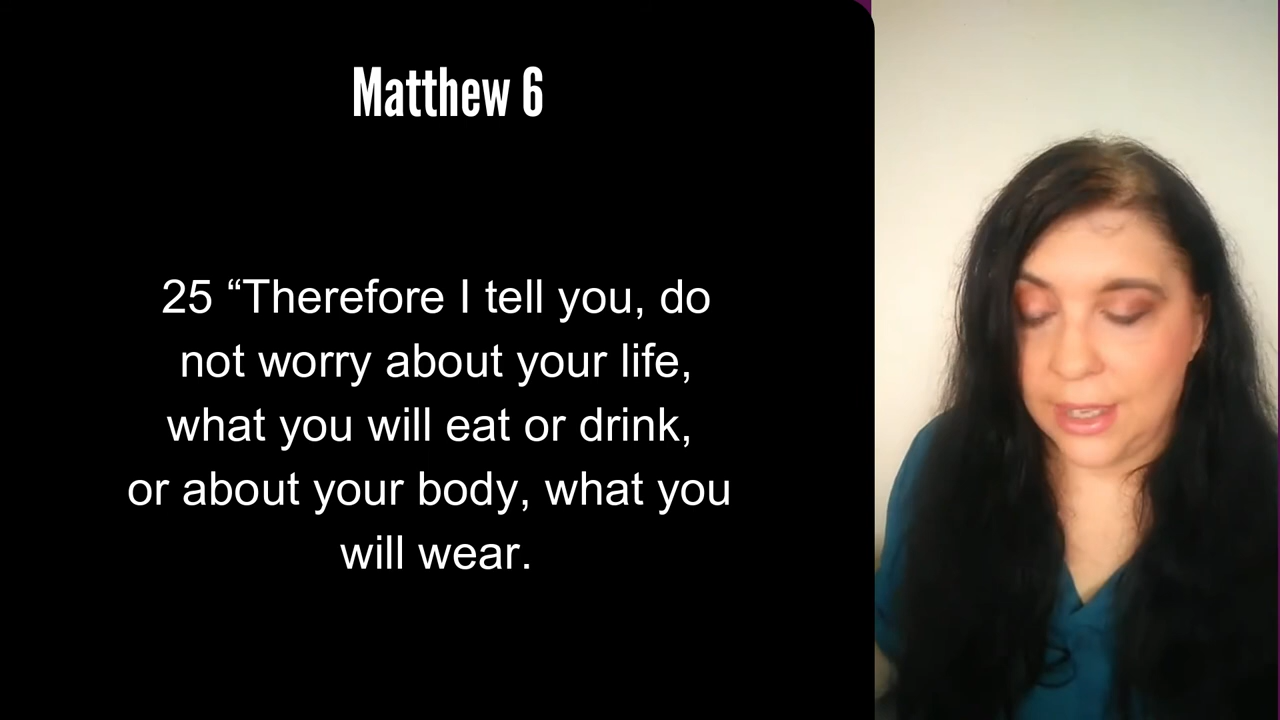 Matthew 6
25 “Therefore I tell you, do
not worry about your life,
what you will eat or drink,
or about your body, what you
will wear.